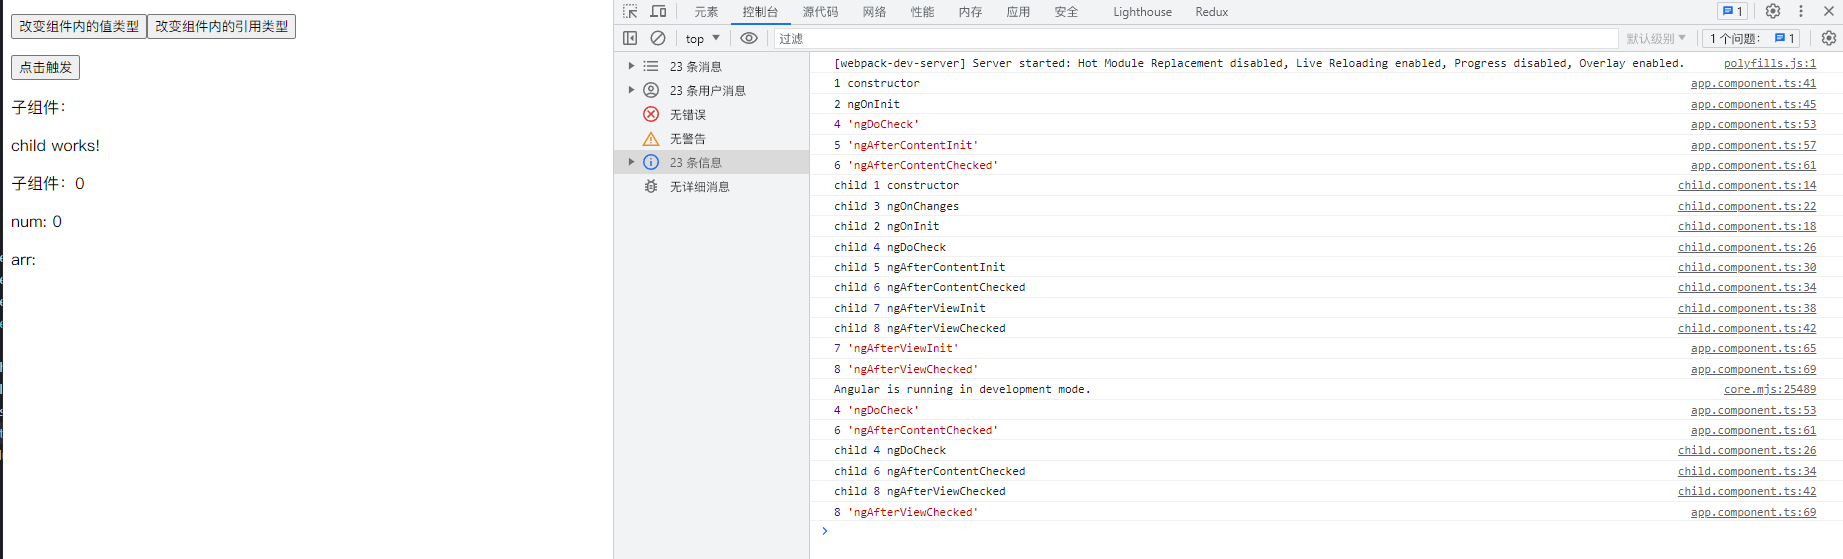 改变组件内的值类型 改变组件内的引用类型
点击触发
子组件：
child works!
子组件：0
num: 0
arr:
元素 控制台 源代码 网络 性能 内存 应用 安全 Lighthouse Redux 1
top 过滤 默认级别 1 个问题： 1
23 条消息
23 条用户消息
无错误
无警告
23 条信息
无详细消息
[webpack-dev-server] Server started: Hot Module Replacement disabled, Live Reloading enabled, Progress disabled, Overlay enabled. polyfills.js:1
1 constructor app.component.ts:41
2 ngOnInit app.component.ts:45
4 'ngDoCheck' app.component.ts:53
5 'ngAfterContentInit' app.component.ts:57
6 'ngAfterContentChecked' app.component.ts:61
child 1 constructor child.component.ts:14
child 3 ngOnChanges child.component.ts:22
child 2 ngOnInit child.component.ts:18
child 4 ngDoCheck child.component.ts:26
child 5 ngAfterContentInit child.component.ts:30
child 6 ngAfterContentChecked child.component.ts:34
child 7 ngAfterViewInit child.component.ts:38
child 8 ngAfterViewChecked child.component.ts:42
7 'ngAfterViewInit' app.component.ts:65
8 'ngAfterViewChecked' app.component.ts:69
Angular is running in development mode. core.mjs:25489
4 'ngDoCheck' app.component.ts:53
6 'ngAfterContentChecked' app.component.ts:61
child 4 ngDoCheck child.component.ts:26
child 6 ngAfterContentChecked child.component.ts:34
child 8 ngAfterViewChecked child.component.ts:42
8 'ngAfterViewChecked' app.component.ts:69